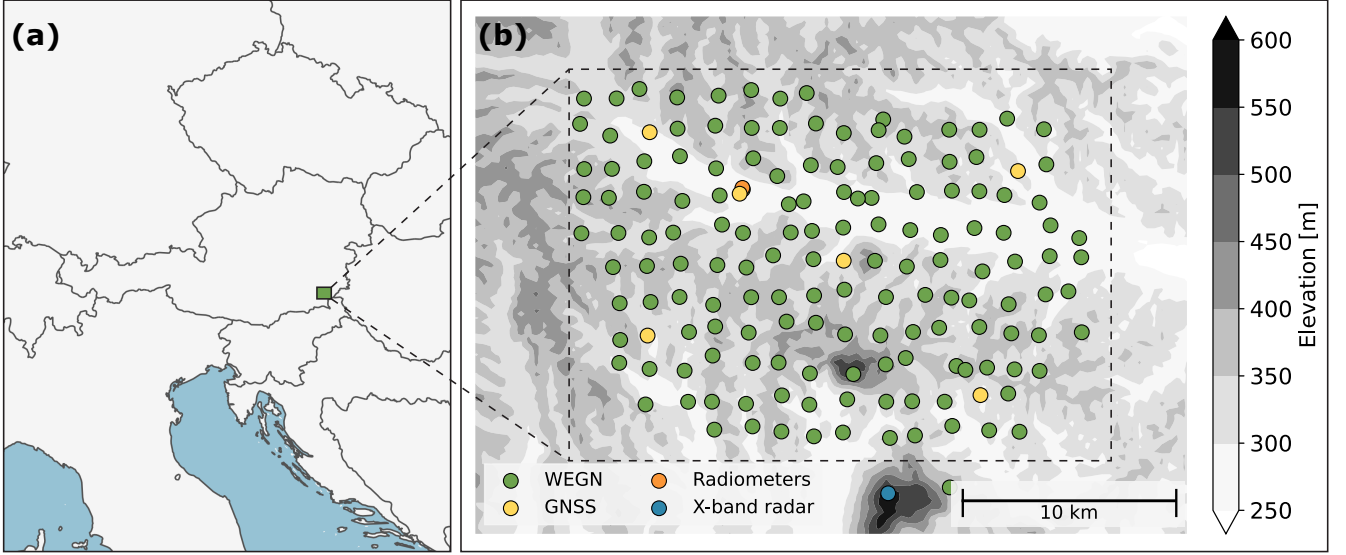 (a)
(b)
600
550
500
450
400
350
300
250
Elevation [m]
WEGN
Radiometers
GNSS
X-band radar
10 km